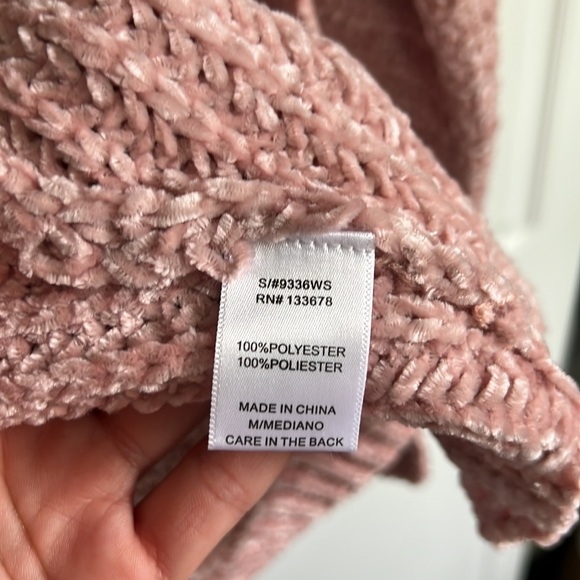 S/#9336WS
RN# 133678
100%POLYESTER
100%POLIESTER
MADE IN CHINA
M/MEDIANO
CARE IN THE BACK